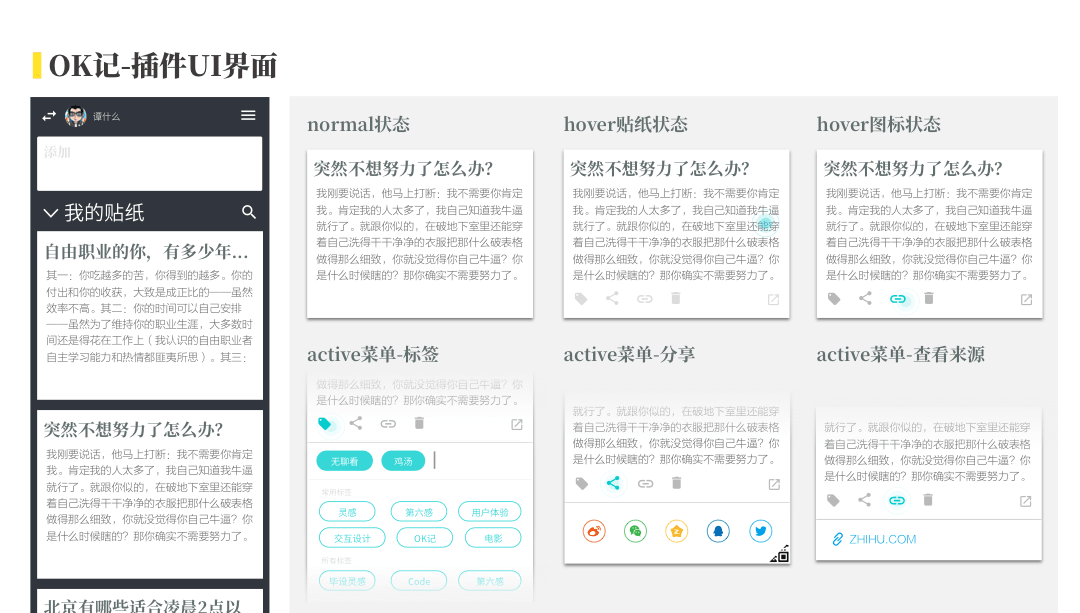 OK记-插件UI界面
谭什么
添加
我的贴纸
自由职业的你，有多少年...
其一：你吃越多的苦，你得到的越多。你的
付出和你的收获，大致是成正比的——虽然
效率不高。其二：你的时间可以自己安排
——虽然为了维持你的职业生涯，大多数时
间还是得花在工作上（我认识的自由职业者
自主学习能力和热情都匪夷所思）。其三：
突然不想努力了怎么办？
我刚要说话，他马上打断：我不需要你肯定
我。肯定我的人太多了，我自己知道我牛逼
就行了。就跟你似的，在破地下室里还能穿
着自己洗得干干净净的衣服把那什么破表格
做得那么细致，你就没觉得你自己牛逼？你
是什么时候瞎的？那你确实不需要努力了。
北京有哪些适合凌晨2点以
normal状态
突然不想努力了怎么办？
我刚要说话，他马上打断：我不需要你肯定
我。肯定我的人太多了，我自己知道我牛逼
就行了。就跟你似的，在破地下室里还能穿
着自己洗得干干净净的衣服把那什么破表格
做得那么细致，你就没觉得你自己牛逼？你
是什么时候瞎的？那你确实不需要努力了。
hover贴纸状态
突然不想努力了怎么办？
我刚要说话，他马上打断：我不需要你肯定
我。肯定我的人太多了，我自己知道我牛逼
就行了。就跟你似的，在破地下室里还能穿
着自己洗得干干净净的衣服把那什么破表格
做得那么细致，你就没觉得你自己牛逼？你
是什么时候瞎的？那你确实不需要努力了。
hover图标状态
突然不想努力了怎么办？
我刚要说话，他马上打断：我不需要你肯定
我。肯定我的人太多了，我自己知道我牛逼
就行了。就跟你似的，在破地下室里还能穿
着自己洗得干干净净的衣服把那什么破表格
做得那么细致，你就没觉得你自己牛逼？你
是什么时候瞎的？那你确实不需要努力了。
active菜单-标签
做得那么细致，你就没觉得你自己牛逼？你
是什么时候瞎的？那你确实不需要努力了。
无聊看 鸡汤
常用标签
灵感 第六感 用户体验
交互设计 OK记 电影
所有标签
毕设灵感 Code 第六感
active菜单-分享
就行了。就跟你似的，在破地下室里还能穿
着自己洗得干干净净的衣服把那什么破表格
做得那么细致，你就没觉得你自己牛逼？你
是什么时候瞎的？那你确实不需要努力了。
active菜单-查看来源
就行了。就跟你似的，在破地下室里还能穿
着自己洗得干干净净的衣服把那什么破表格
做得那么细致，你就没觉得你自己牛逼？你
是什么时候瞎的？那你确实不需要努力了。
ZHIHU.COM